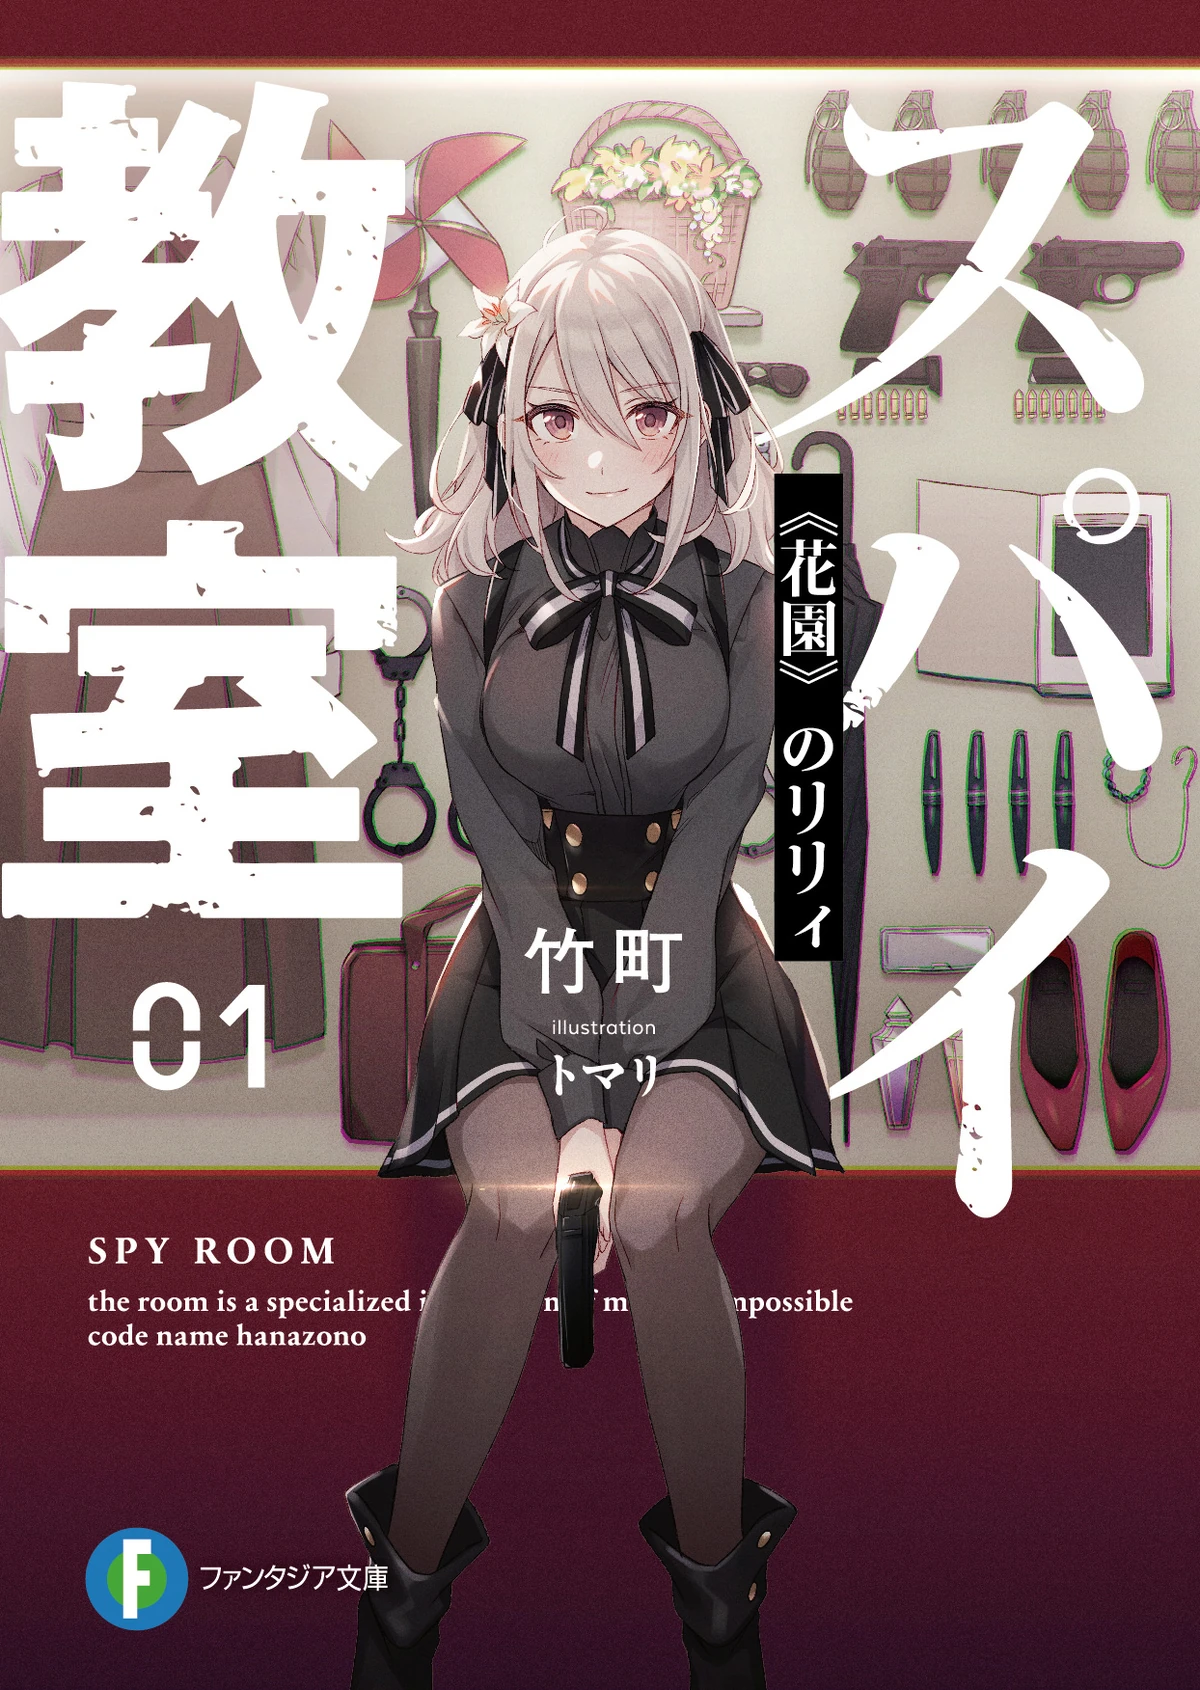 スパイ
教室
01
《花園》のリリィ
竹町
illustration
トマリ
SPY ROOM
the room is a specialized mpossible
code name hanazono
F
ファンタジア文庫